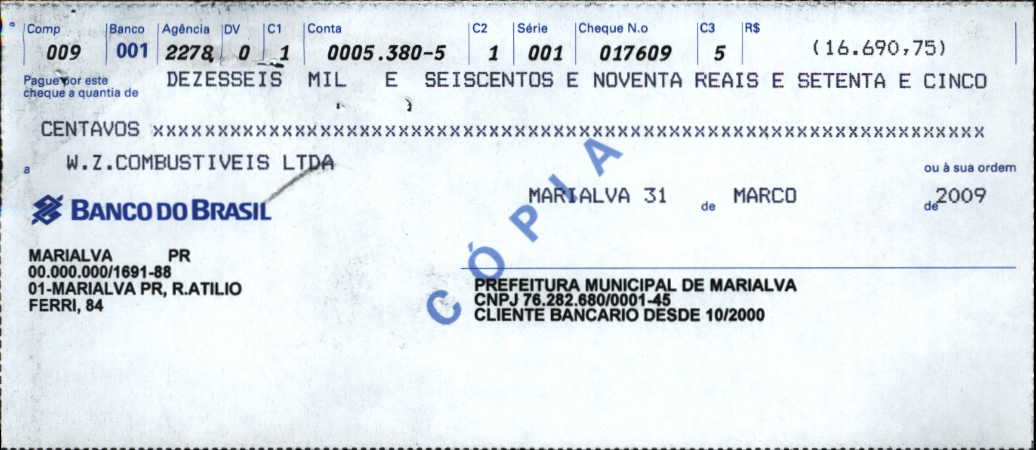 Comp Banco Agência DV C1 Conta C2 Série Cheque N.o C3 R$
009 001 2278 0 1 0005.380-5 1 001 017609 5 (16.690,75)
Pague por este
cheque a quantia de DEZESSEIS MIL E SEISCENTOS E NOVENTA REAIS E SETENTA E CINCO
CENTAVOS XXXXXXXXXXXXXXXXXXXXXXXXXXXXXXXXXXXXXXXXXXXXXXXXXXXXXXXXXXXXXXXXX
a W.Z.COMBUSTIVEIS LTDA ou à sua ordem
MARIALVA 31 de MARCO de 2009
BANCO DO BRASIL
CÓPIA
MARIALVA PR
00.000.000/1691-88
01-MARIALVA PR, R.ATILIO
FERRI, 84
PREFEITURA MUNICIPAL DE MARIALVA
CNPJ 76.282.680/0001-45
CLIENTE BANCARIO DESDE 10/2000